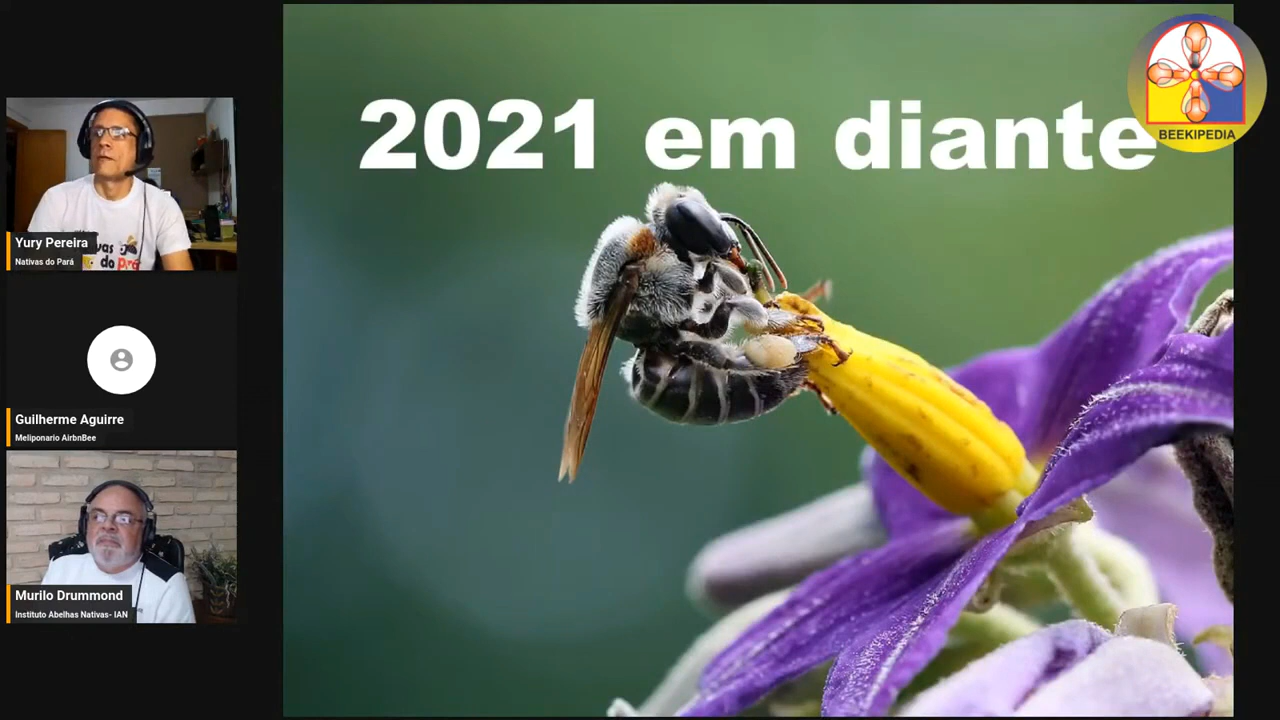 2021 em diante
BEEKIPEDIA
Yury Pereira
Nativas do Pará
Guilherme Aguirre
Meliponario AirbnBee
Murilo Drummond
Instituto Abelhas Nativas- IAN